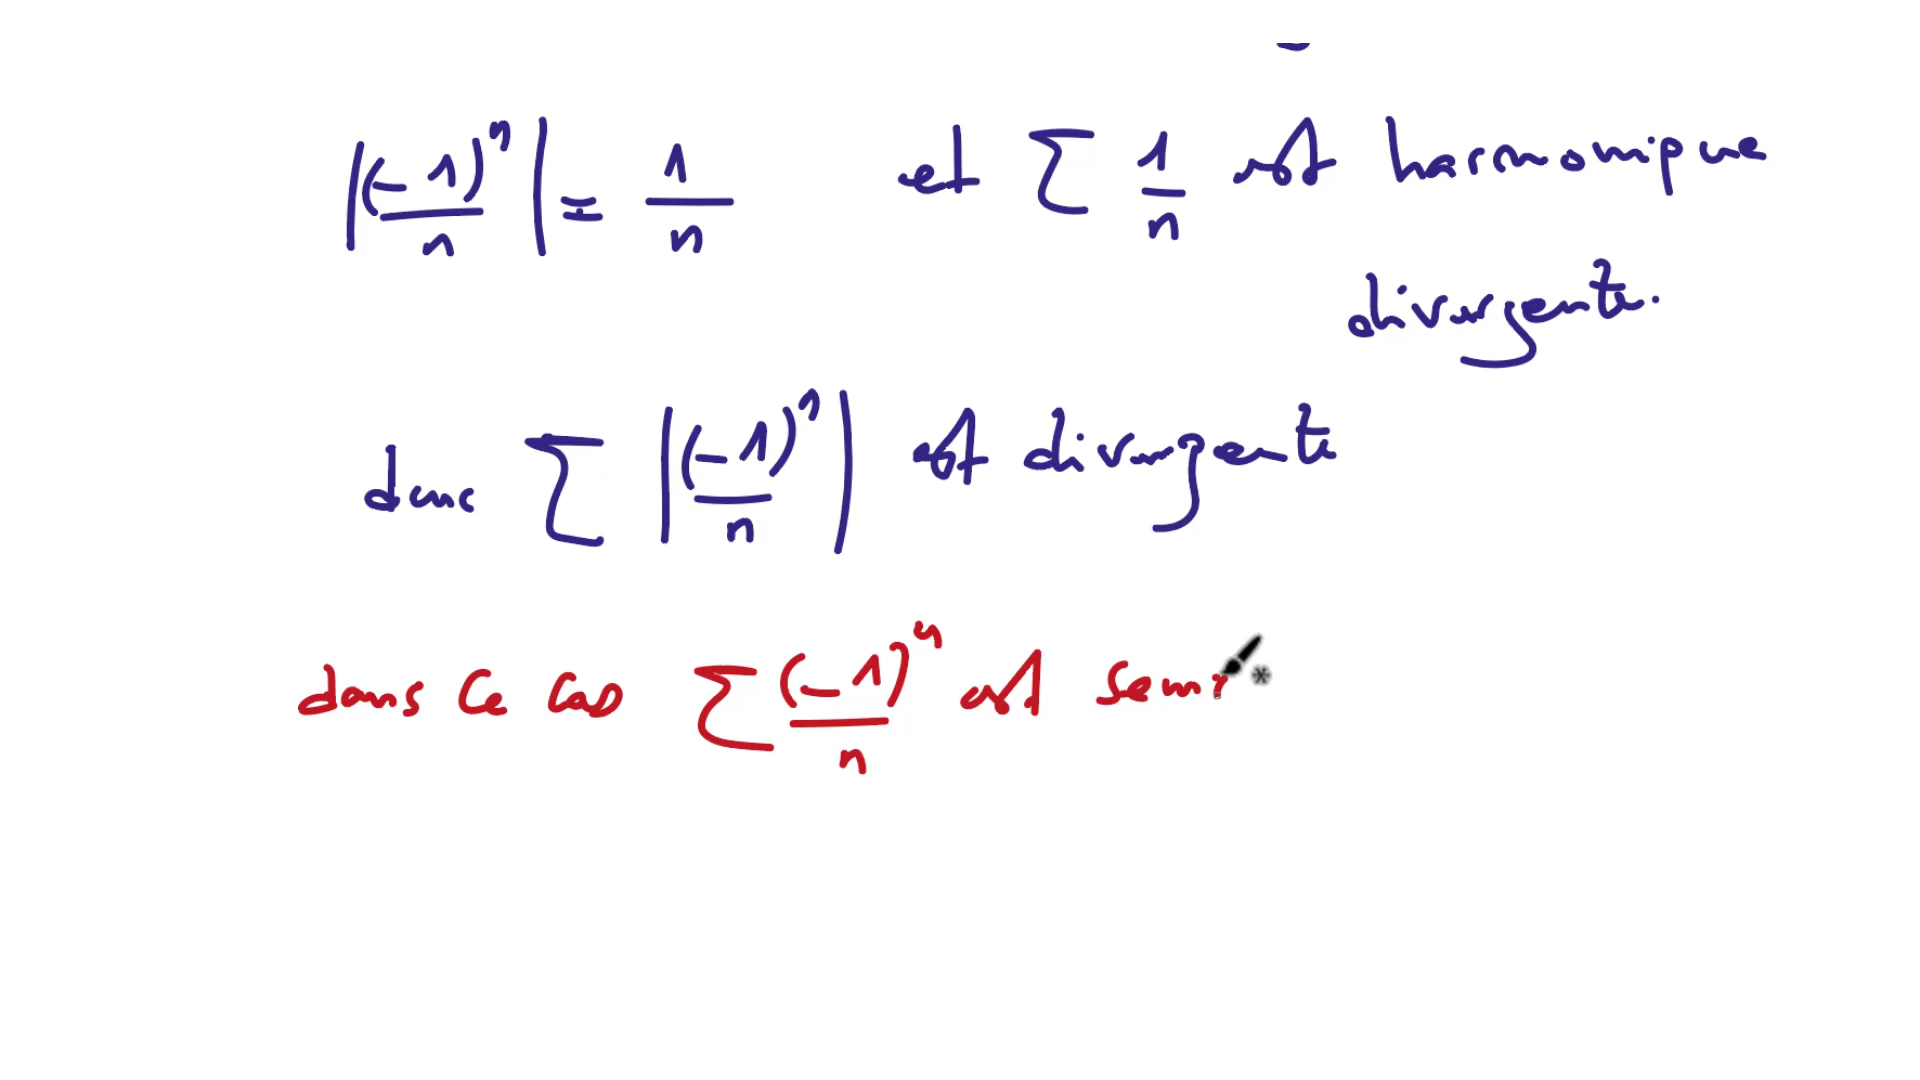 |(-1)^n / n| = 1/n et ∑ 1/n est harmonique
divergente.
donc ∑ |(-1)^n / n| est divergente
dans ce cas ∑ (-1)^n / n est semi